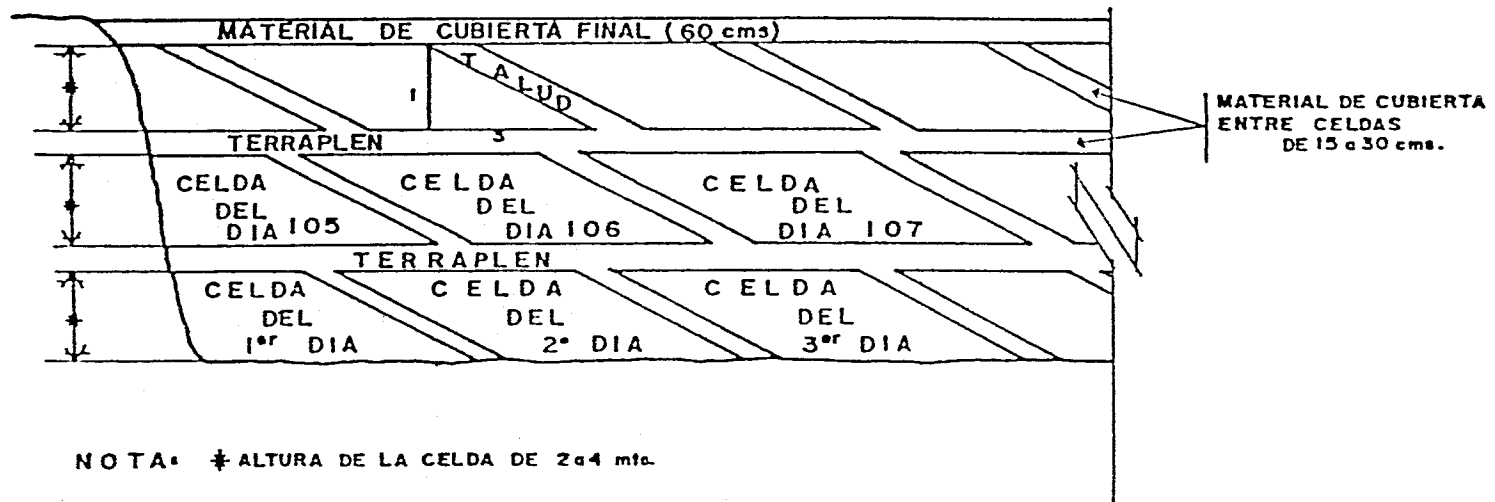 MATERIAL DE CUBIERTA FINAL (60 cms)
TALUD
1
3
MATERIAL DE CUBIERTA
ENTRE CELDAS
DE 15 a 30 cms.
TERRAPLEN
CELDA
DEL
DIA 105
CELDA
DEL
DIA 106
CELDA
DEL
DIA 107
TERRAPLEN
CELDA
DEL
1er DIA
CELDA
DEL
2° DIA
CELDA
DEL
3er DIA
NOTA: * ALTURA DE LA CELDA DE 2 a 4 mts.